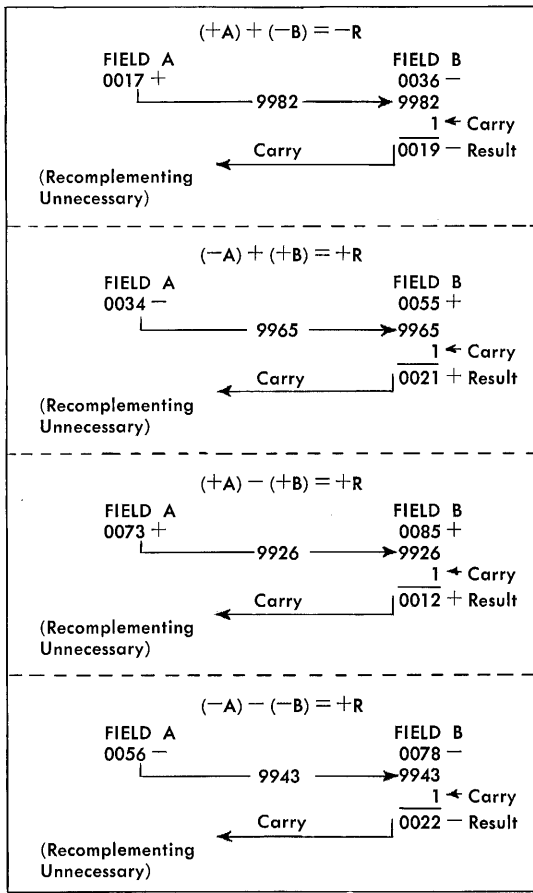 (+A) + (−B) = −R
FIELD A FIELD B
0017 + 0036 −
9982 9982
1 ← Carry
Carry 0019 − Result
(Recomplementing
Unnecessary)
(−A) + (+B) = +R
FIELD A FIELD B
0034 − 0055 +
9965 9965
1 ← Carry
Carry 0021 + Result
(Recomplementing
Unnecessary)
(+A) − (+B) = +R
FIELD A FIELD B
0073 + 0085 +
9926 9926
1 ← Carry
Carry 0012 + Result
(Recomplementing
Unnecessary)
(−A) − (−B) = +R
FIELD A FIELD B
0056 − 0078 −
9943 9943
1 ← Carry
Carry 0022 − Result
(Recomplementing
Unnecessary)